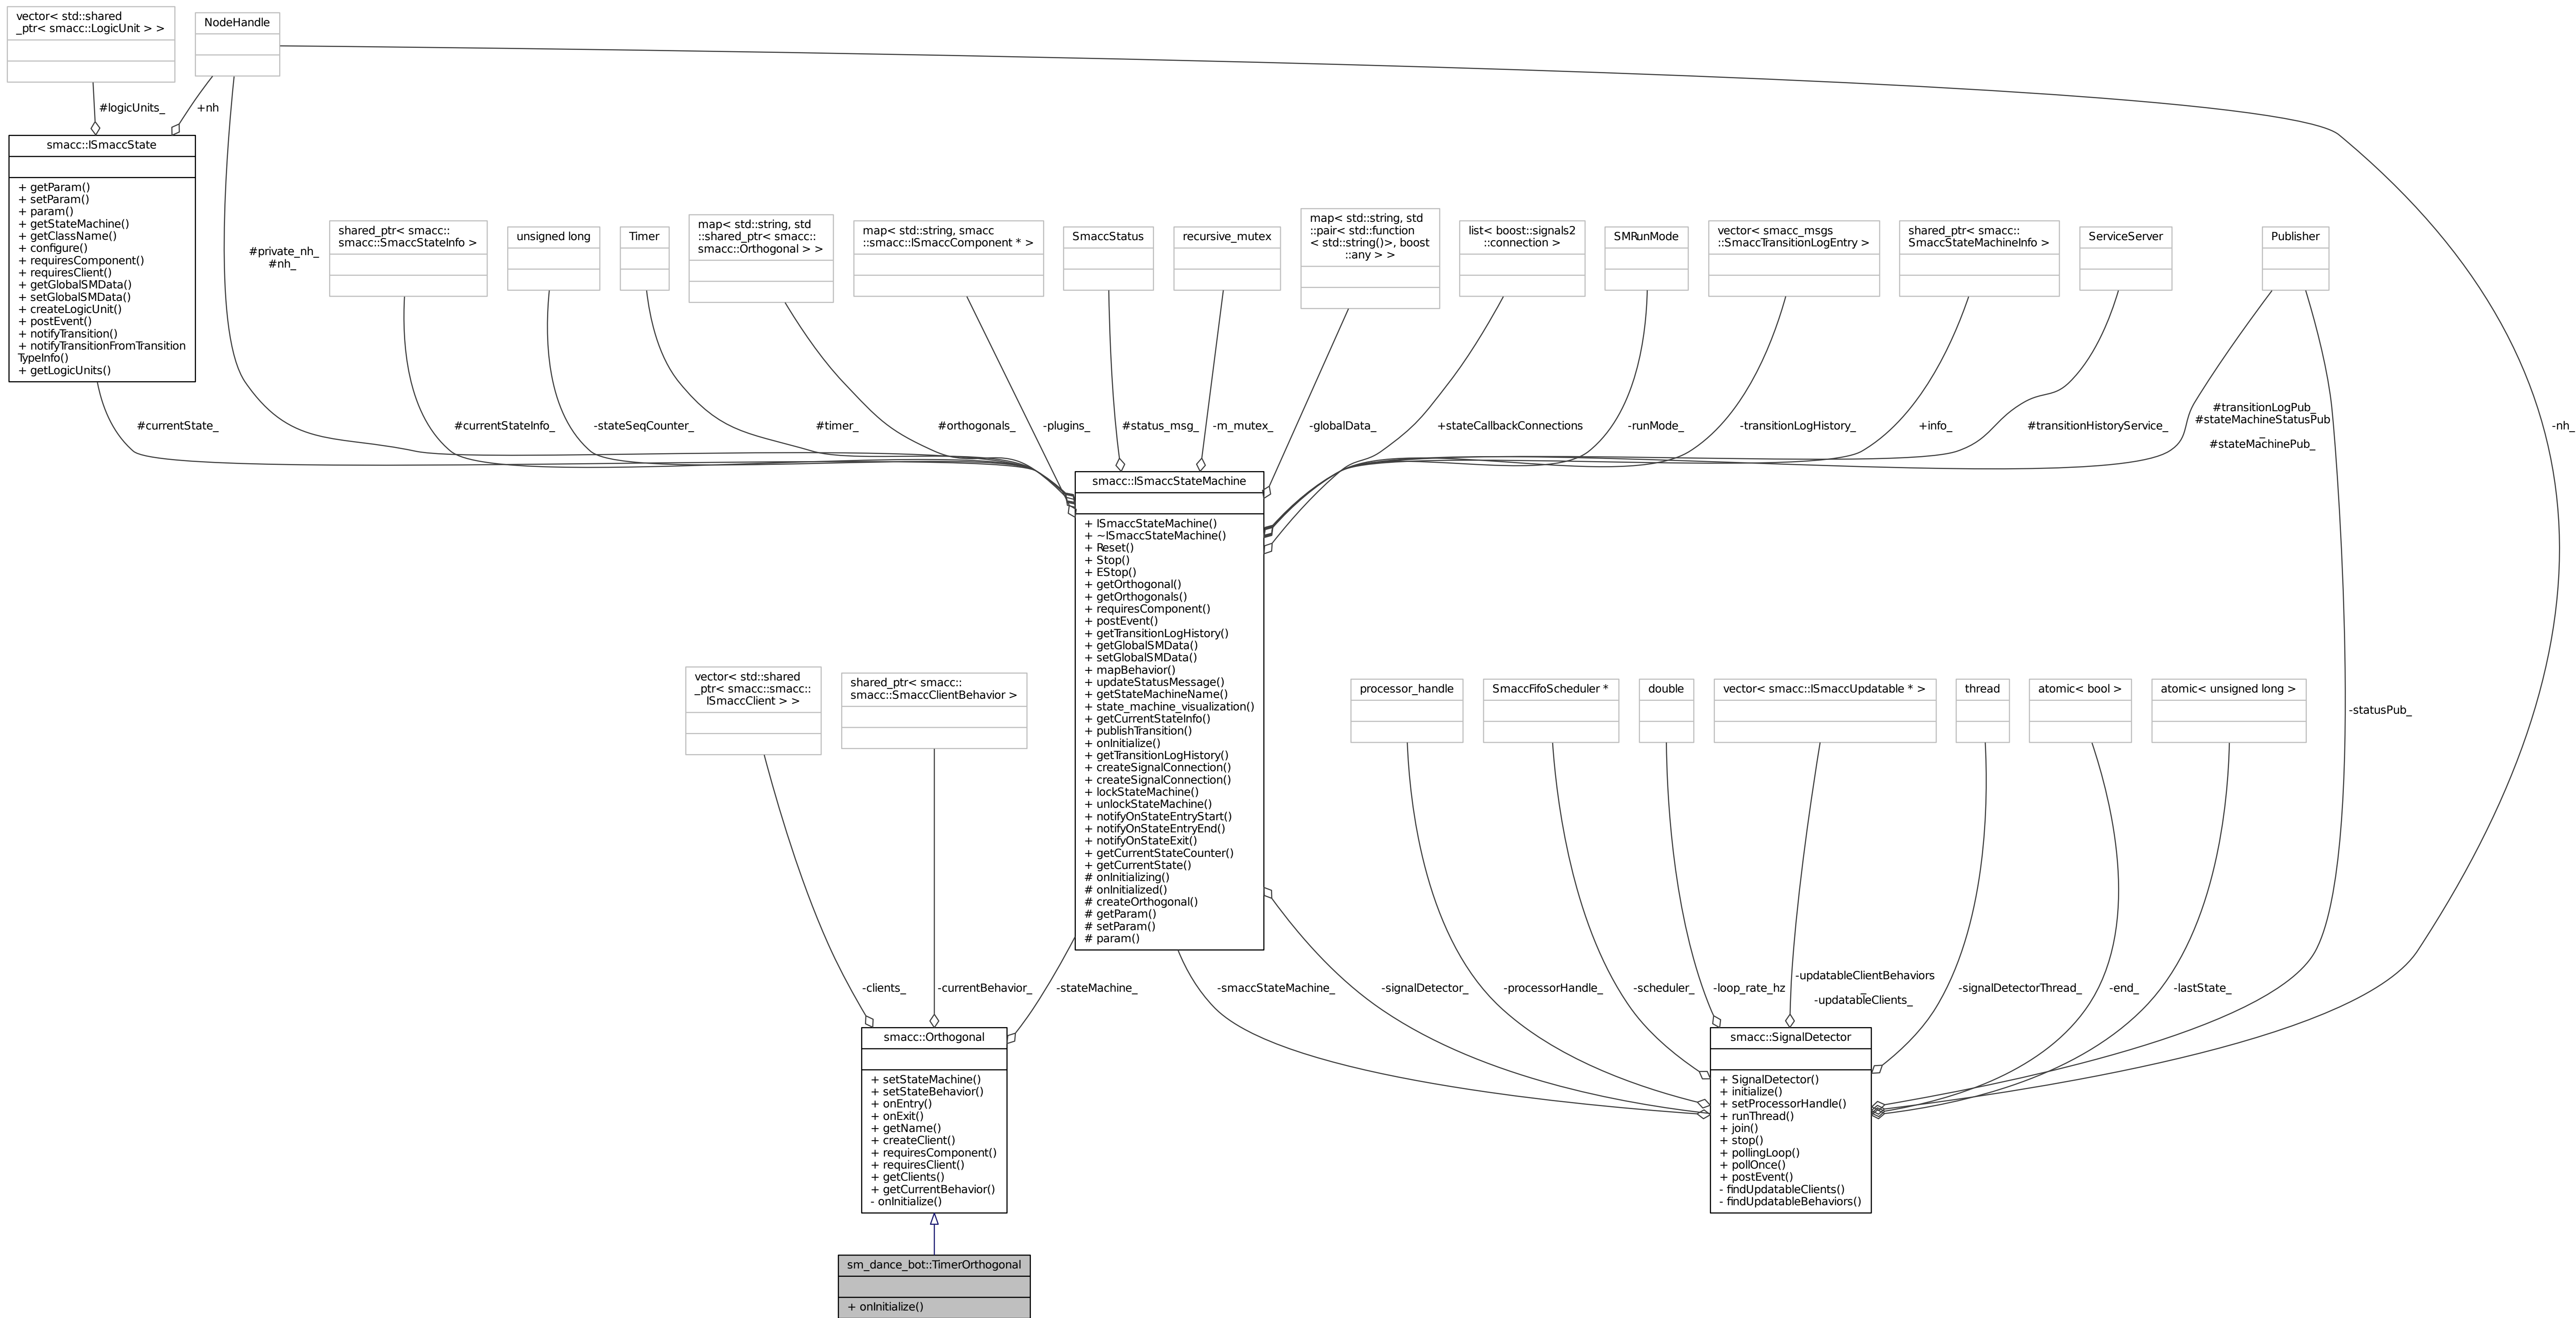 vector< std::shared
_ptr< smacc::LogicUnit > >
NodeHandle
#logicUnits_
+nh
smacc::ISmaccState
+ getParam()
+ setParam()
+ param()
+ getStateMachine()
+ getClassName()
+ configure()
+ requiresComponent()
+ requiresClient()
+ getGlobalSMData()
+ setGlobalSMData()
+ createLogicUnit()
+ postEvent()
+ notifyTransition()
+ notifyTransitionFromTransition
TypeInfo()
+ getLogicUnits()
#private_nh_
#nh_
shared_ptr< smacc::
smacc::SmaccStateInfo >
unsigned long
Timer
map< std::string, std
::shared_ptr< smacc::
smacc::Orthogonal > >
map< std::string, smacc
::smacc::ISmaccComponent * >
SmaccStatus
recursive_mutex
map< std::string, std
::pair< std::function
< std::string()>, boost
::any > >
list< boost::signals2
::connection >
SMRunMode
vector< smacc_msgs
::SmaccTransitionLogEntry >
shared_ptr< smacc::
SmaccStateMachineInfo >
ServiceServer
Publisher
#currentState_
#currentStateInfo_
-stateSeqCounter_
#timer_
#orthogonals_
-plugins_
#status_msg_
-m_mutex_
-globalData_
+stateCallbackConnections
-runMode_
-transitionLogHistory_
+info_
#transitionHistoryService_
#transitionLogPub_
#stateMachineStatusPub
_
#stateMachinePub_
-nh_
smacc::ISmaccStateMachine
+ ISmaccStateMachine()
+ ~ISmaccStateMachine()
+ Reset()
+ Stop()
+ EStop()
+ getOrthogonal()
+ getOrthogonals()
+ requiresComponent()
+ postEvent()
+ getTransitionLogHistory()
+ getGlobalSMData()
+ setGlobalSMData()
+ mapBehavior()
+ updateStatusMessage()
+ getStateMachineName()
+ state_machine_visualization()
+ getCurrentStateInfo()
+ publishTransition()
+ onInitialize()
+ getTransitionLogHistory()
+ createSignalConnection()
+ createSignalConnection()
+ lockStateMachine()
+ unlockStateMachine()
+ notifyOnStateEntryStart()
+ notifyOnStateEntryEnd()
+ notifyOnStateExit()
+ getCurrentStateCounter()
+ getCurrentState()
# onInitializing()
# onInitialized()
# createOrthogonal()
# getParam()
# setParam()
# param()
vector< std::shared
_ptr< smacc::smacc::
ISmaccClient > >
shared_ptr< smacc::
smacc::SmaccClientBehavior >
processor_handle
SmaccFifoScheduler *
double
vector< smacc::ISmaccUpdatable * >
thread
atomic< bool >
atomic< unsigned long >
-statusPub_
-clients_
-currentBehavior_
-stateMachine_
-smaccStateMachine_
-signalDetector_
-processorHandle_
-scheduler_
-loop_rate_hz
-updatableClientBehaviors
_
-updatableClients_
-signalDetectorThread_
-end_
-lastState_
smacc::Orthogonal
+ setStateMachine()
+ setStateBehavior()
+ onEntry()
+ onExit()
+ getName()
+ createClient()
+ requiresComponent()
+ requiresClient()
+ getClients()
+ getCurrentBehavior()
- onInitialize()
smacc::SignalDetector
+ SignalDetector()
+ initialize()
+ setProcessorHandle()
+ runThread()
+ join()
+ stop()
+ pollingLoop()
+ pollOnce()
+ postEvent()
- findUpdatableClients()
- findUpdatableBehaviors()
sm_dance_bot::TimerOrthogonal
+ onInitialize()